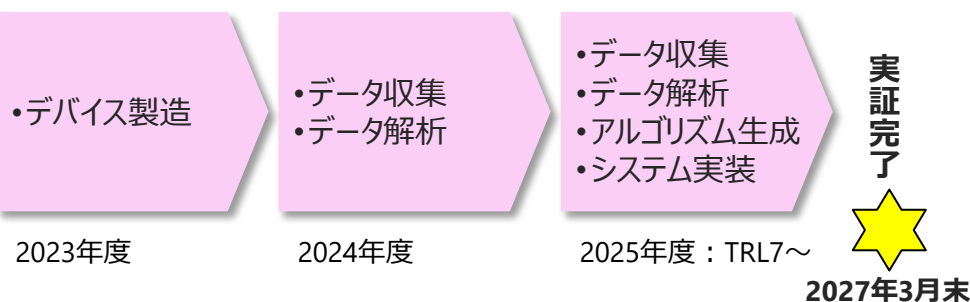 •デバイス製造
•データ収集
•データ解析
•データ収集
•データ解析
•アルゴリズム生成
•システム実装
実証完了
2023年度
2024年度
2025年度：TRL7～
2027年3月末